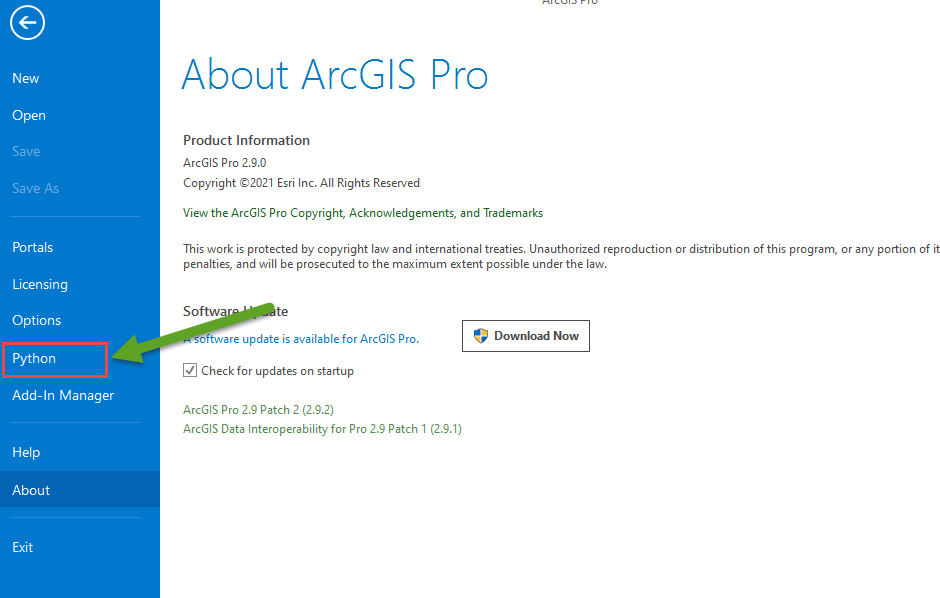 ArcGIS Pro
New
Open
Save
Save As
Portals
Licensing
Options
Python
Add-In Manager
Help
About
Exit
About ArcGIS Pro
Product Information
ArcGIS Pro 2.9.0
Copyright ©2021 Esri Inc. All Rights Reserved
View the ArcGIS Pro Copyright, Acknowledgements, and Trademarks
This work is protected by copyright law and international treaties. Unauthorized reproduction or distribution of this program, or any portion of it
penalties, and will be prosecuted to the maximum extent possible under the law.
Software Update
A software update is available for ArcGIS Pro.
Download Now
Check for updates on startup
ArcGIS Pro 2.9 Patch 2 (2.9.2)
ArcGIS Data Interoperability for Pro 2.9 Patch 1 (2.9.1)